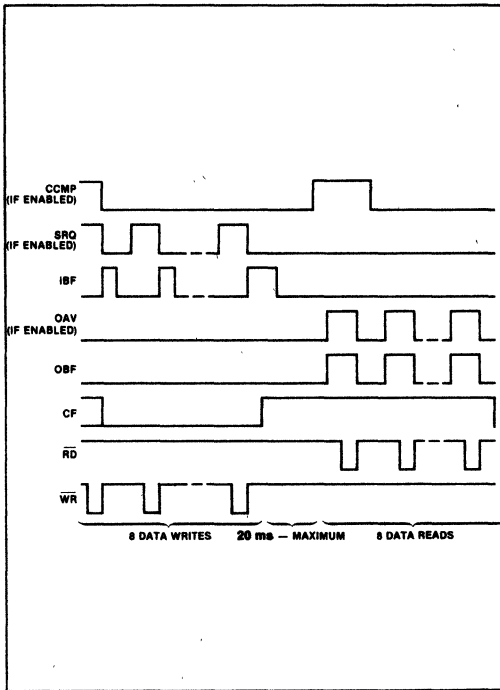 CCMP
(IF ENABLED)
SRQ
(IF ENABLED)
IBF
OAV
(IF ENABLED)
OBF
CF
RD
WR
8 DATA WRITES 20 ms — MAXIMUM 8 DATA READS